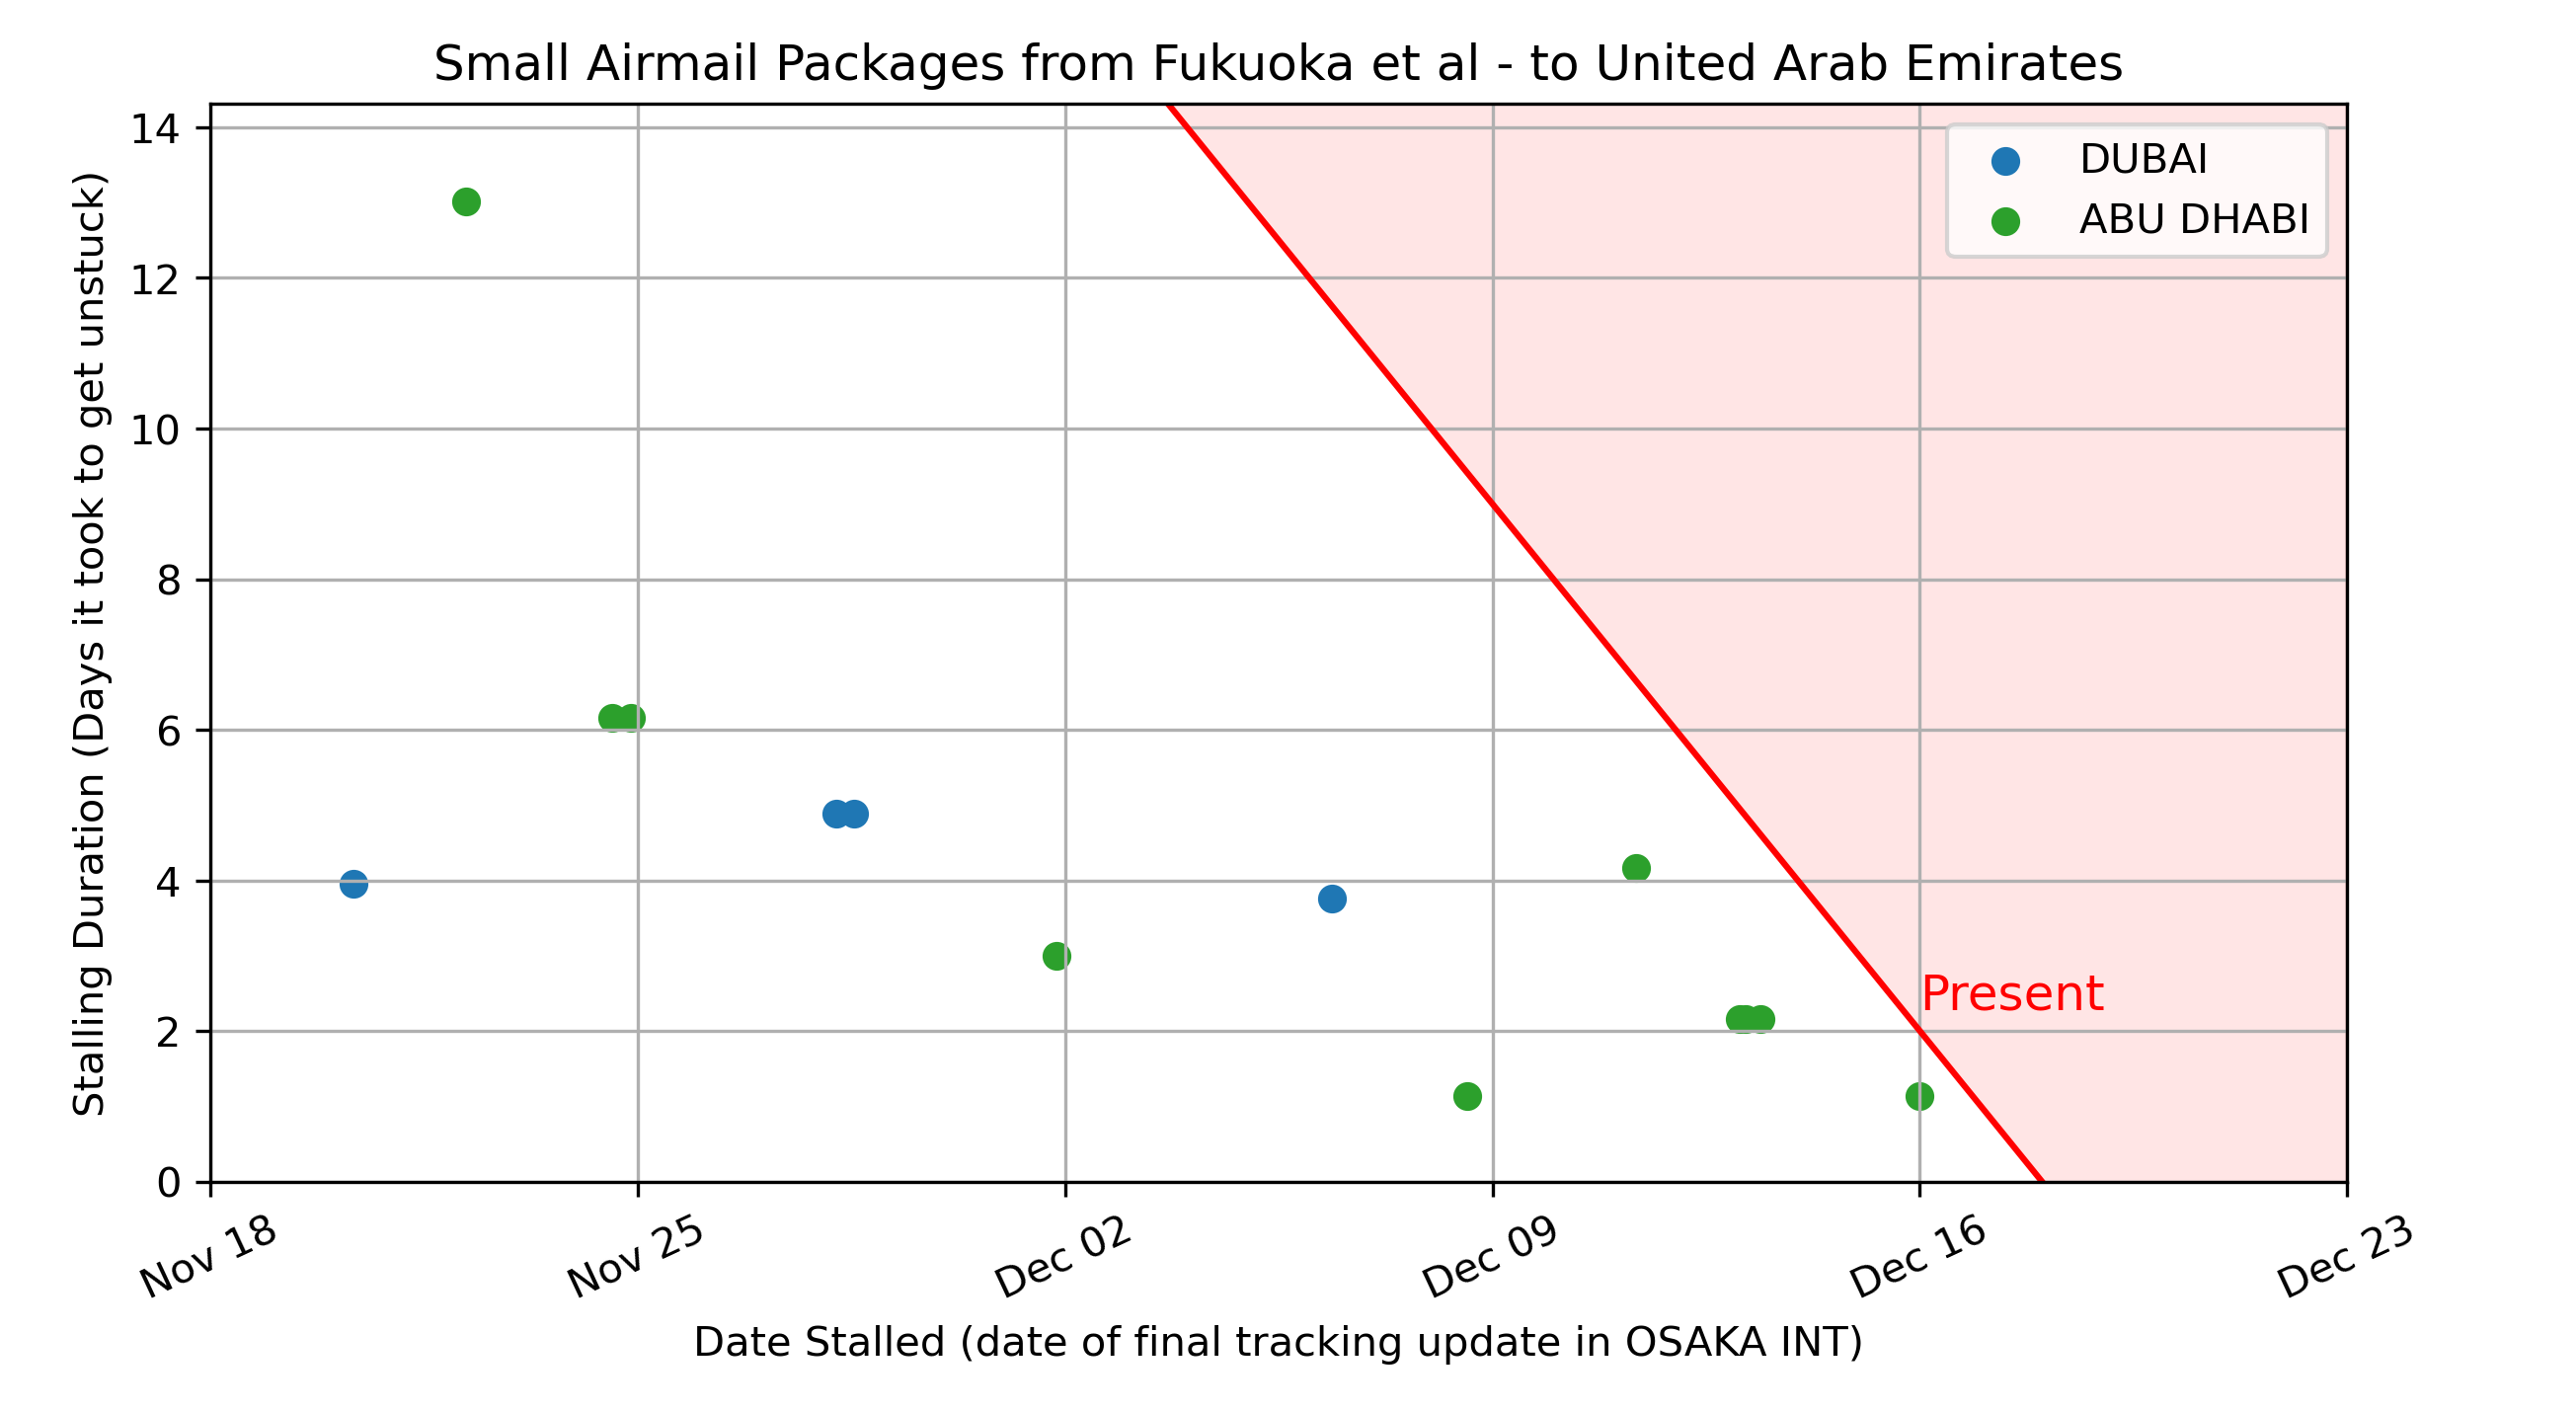 Small Airmail Packages from Fukuoka et al - to United Arab Emirates
Stalling Duration (Days it took to get unstuck)
14
12
10
8
6
4
2
0
DUBAI
ABU DHABI
Present
Nov 18
Nov 25
Dec 02
Dec 09
Dec 16
Dec 23
Date Stalled (date of final tracking update in OSAKA INT)